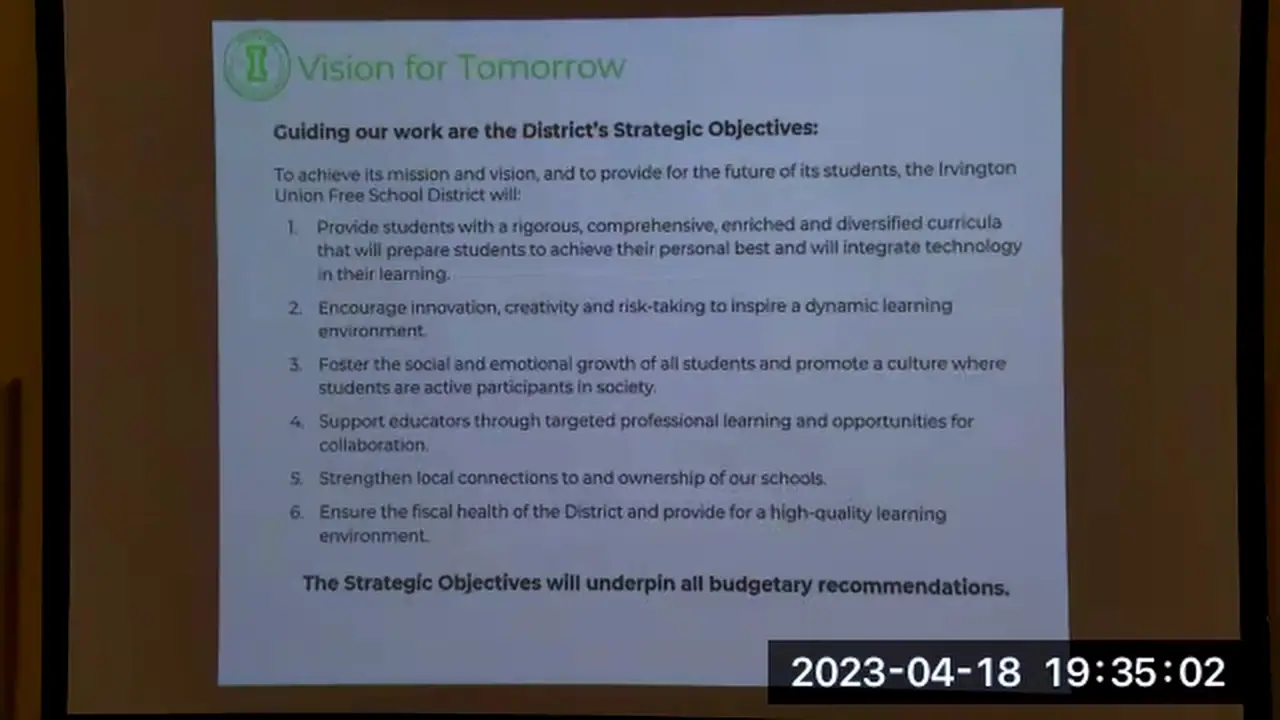 I
Vision for Tomorrow
Guiding our work are the District's Strategic Objectives:
To achieve its mission and vision, and to provide for the future of its students, the Irvington
Union Free School District will:
1. Provide students with a rigorous, comprehensive, enriched and diversified curricula
that will prepare students to achieve their personal best and will integrate technology
in their learning.
2. Encourage innovation, creativity and risk-taking to inspire a dynamic learning
environment.
3. Foster the social and emotional growth of all students and promote a culture where
students are active participants in society.
4. Support educators through targeted professional learning and opportunities for
collaboration.
5. Strengthen local connections to and ownership of our schools.
6. Ensure the fiscal health of the District and provide for a high-quality learning
environment.
The Strategic Objectives will underpin all budgetary recommendations.
2023-04-18 19:35:02